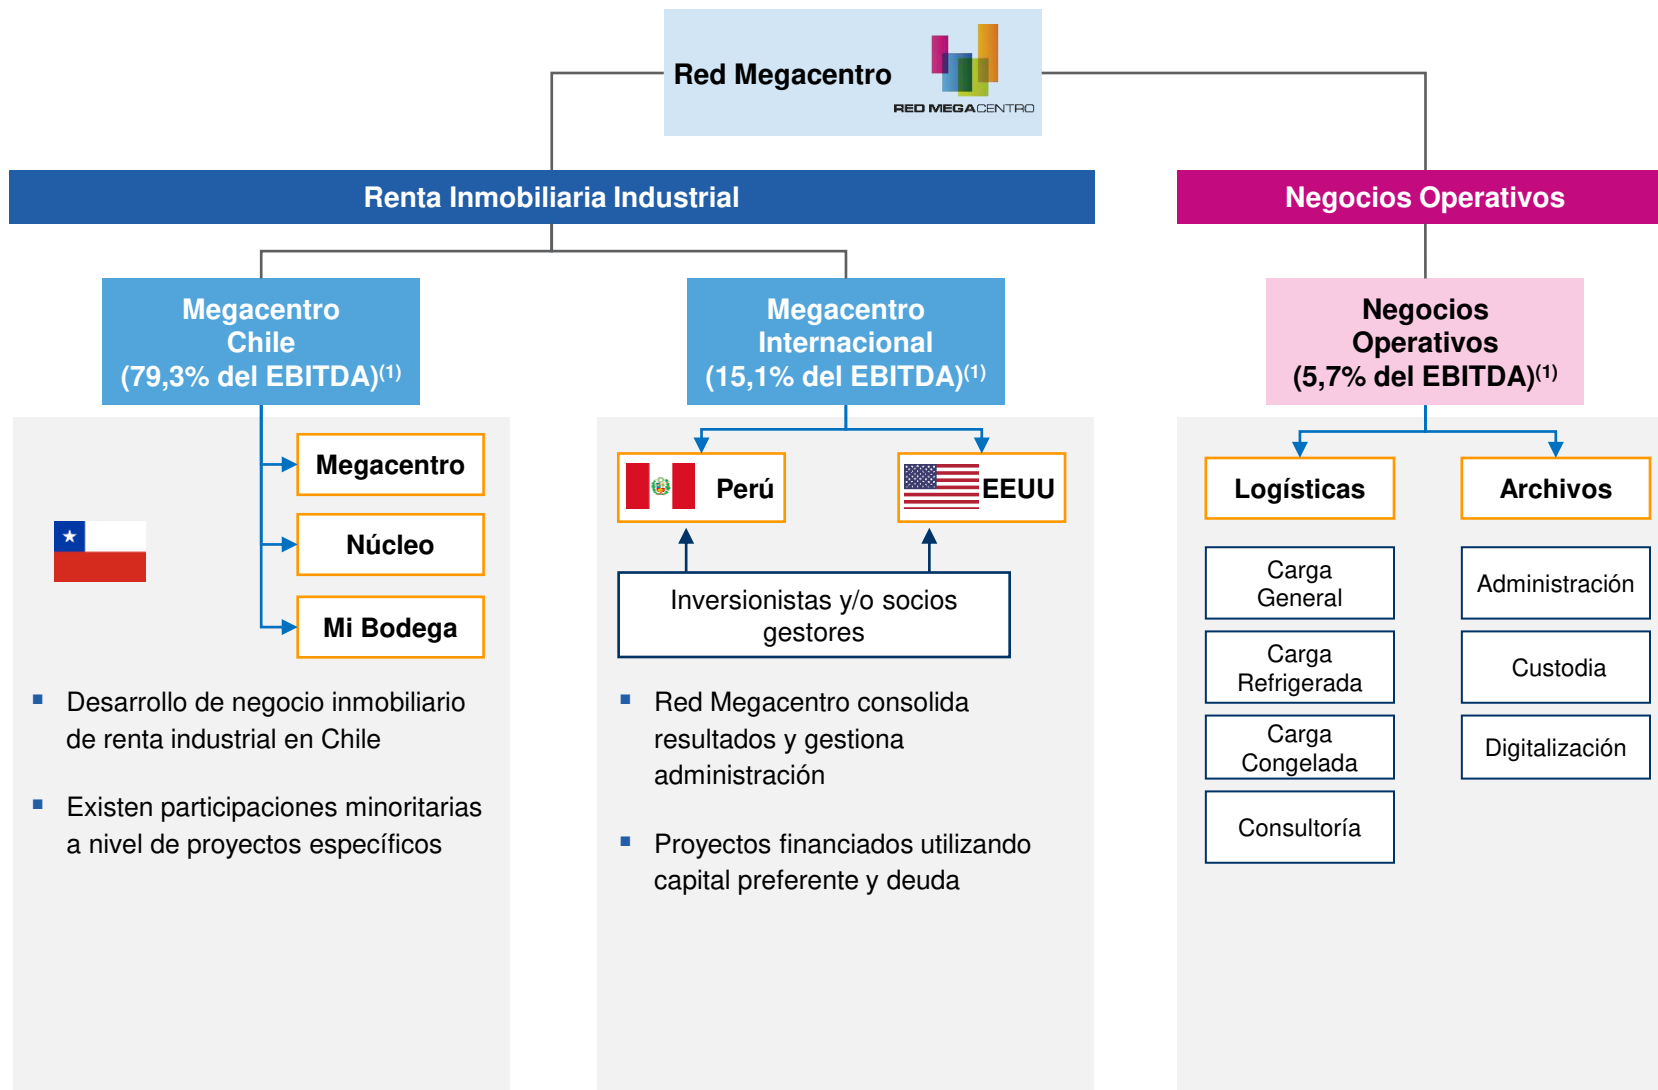 Red Megacentro
RED MEGACENTRO
Renta Inmobiliaria Industrial
Negocios Operativos
Megacentro
Chile
(79,3% del EBITDA)(1)
Megacentro
Internacional
(15,1% del EBITDA)(1)
Negocios
Operativos
(5,7% del EBITDA)(1)
Megacentro
Núcleo
Mi Bodega
▪ Desarrollo de negocio inmobiliario
de renta industrial en Chile
▪ Existen participaciones minoritarias
a nivel de proyectos específicos
Perú
EEUU
Inversionistas y/o socios
gestores
▪ Red Megacentro consolida
resultados y gestiona
administración
▪ Proyectos financiados utilizando
capital preferente y deuda
Logísticas
Carga
General
Carga
Refrigerada
Carga
Congelada
Consultoría
Archivos
Administración
Custodia
Digitalización